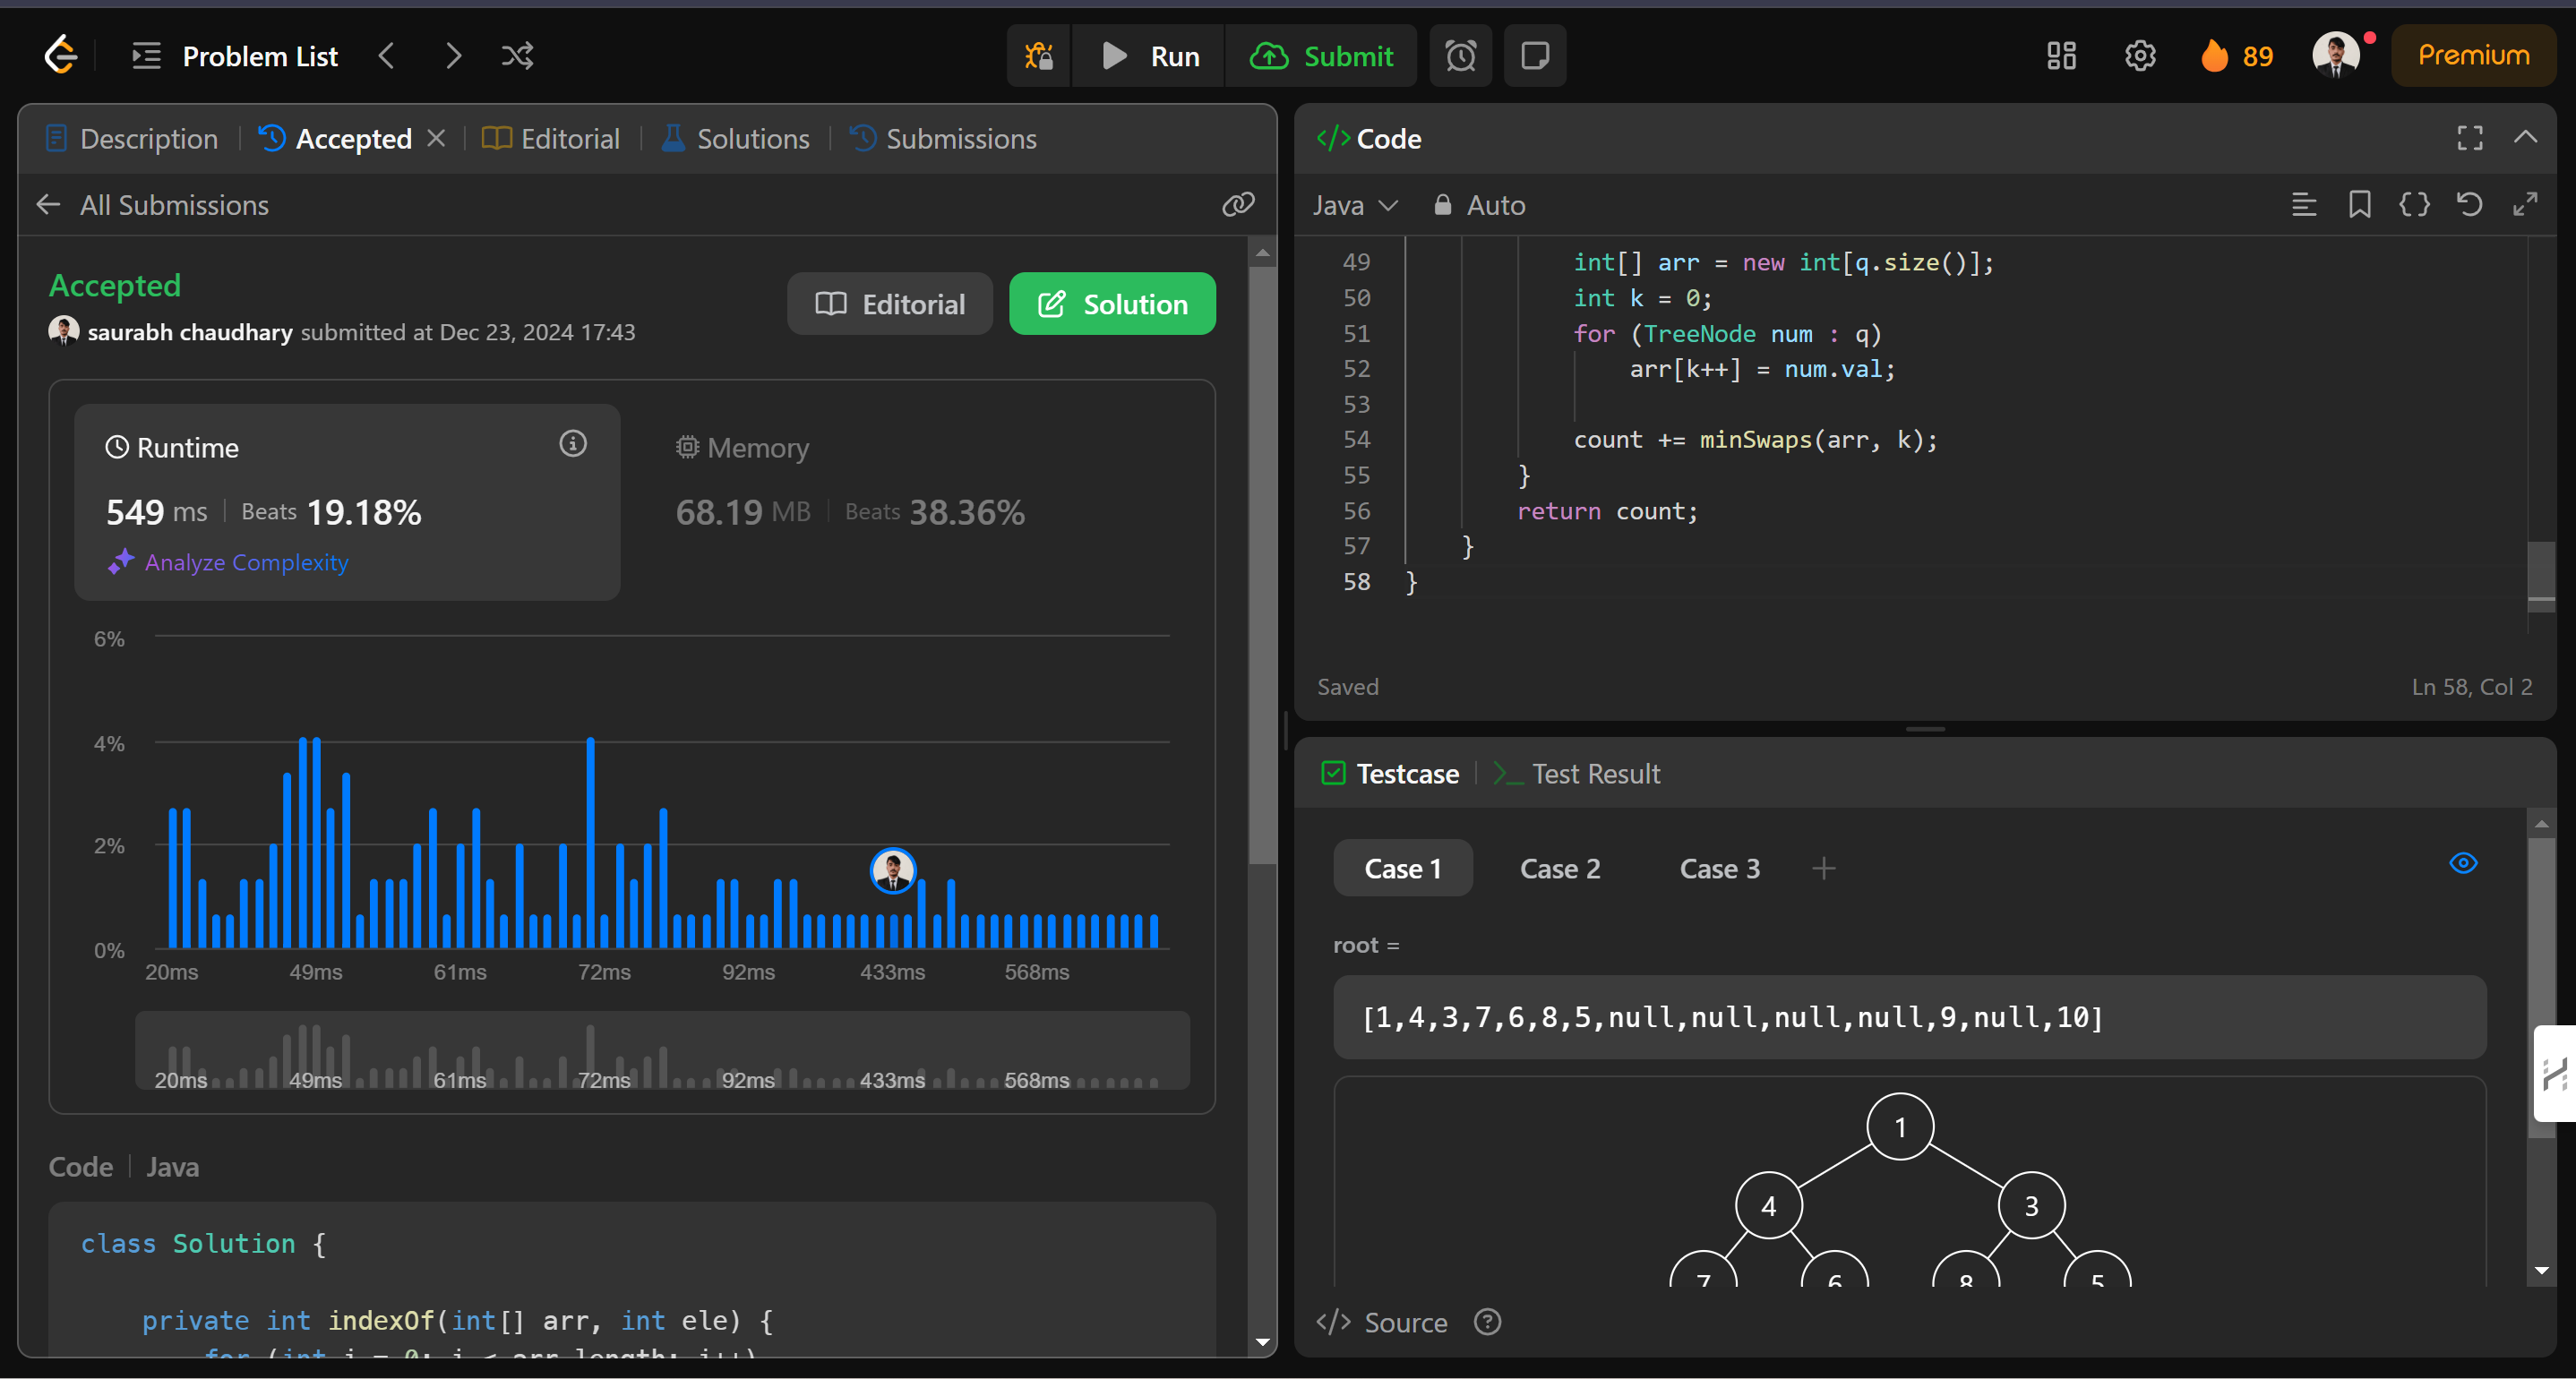 Problem List
Run
Submit
89
Premium
Description
Accepted
Editorial
Solutions
Submissions
All Submissions
Accepted
saurabh chaudhary submitted at Dec 23, 2024 17:43
Editorial
Solution
Runtime
549 ms
Beats 19.18%
Analyze Complexity
Memory
68.19 MB
Beats 38.36%
6%
4%
2%
0%
20ms 49ms 61ms 72ms 92ms 433ms 568ms
20ms 49ms 61ms 72ms 92ms 433ms 568ms
Code
Java
class Solution {
private int indexOf(int[] arr, int ele) {
for (int i = 0; i < arr.length; i++)
Code
Java
Auto
49 int[] arr = new int[q.size()];
50 int k = 0;
51 for (TreeNode num : q)
52 arr[k++] = num.val;
53
54 count += minSwaps(arr, k);
55 }
56 return count;
57 }
58 }
Saved
Ln 58, Col 2
Testcase
Test Result
Case 1
Case 2
Case 3
root =
[1,4,3,7,6,8,5,null,null,null,null,9,null,10]
1
4 3
7 6 8 5
Source